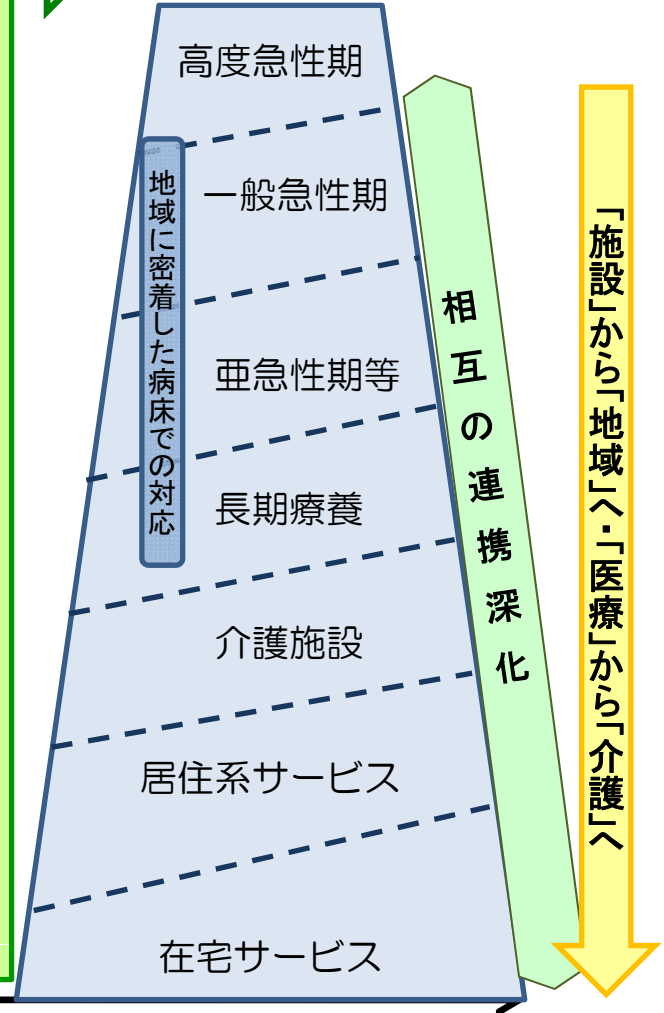 高度急性期
一般急性期
亜急性期等
長期療養
介護施設
居住系サービス
在宅サービス
地域に密着した病床での対応
相互の連携深化
「施設」から「地域」へ・「医療」から「介護」へ